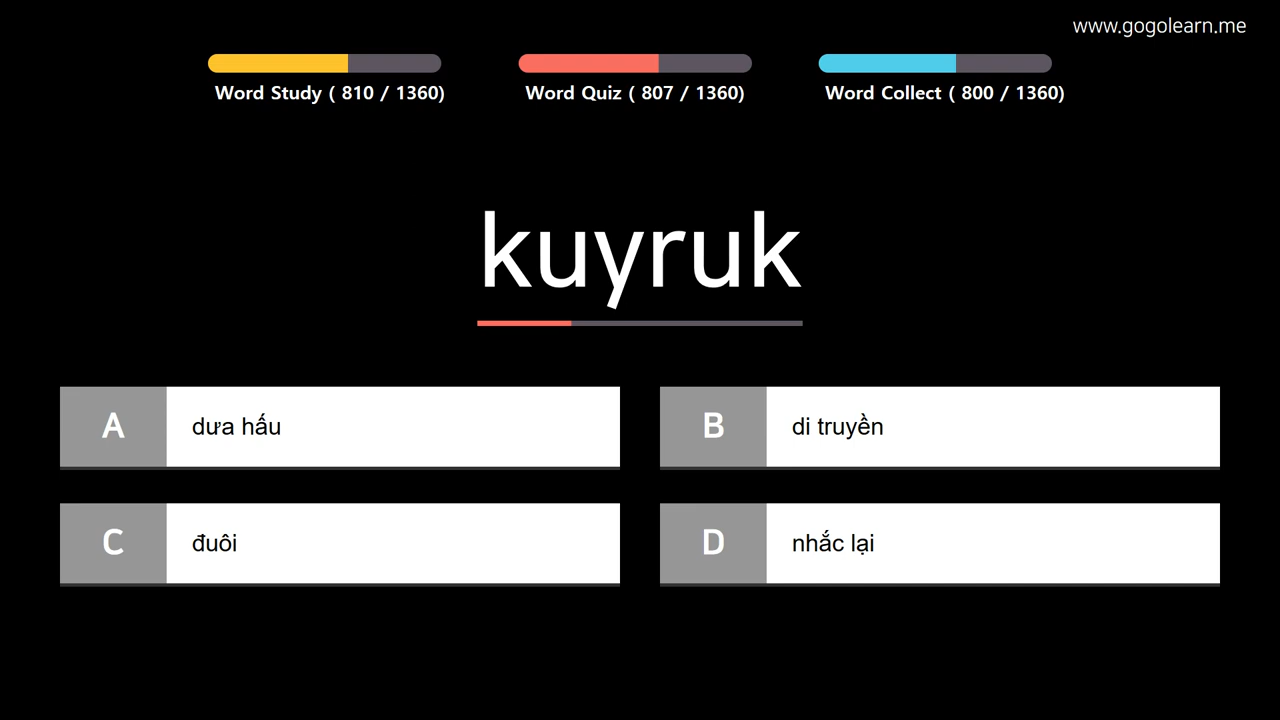 www.gogolearn.me
Word Study ( 810 / 1360)
Word Quiz ( 807 / 1360)
Word Collect ( 800 / 1360)
kuyruk
A
dưa hấu
B
di truyền
C
đuôi
D
nhắc lại